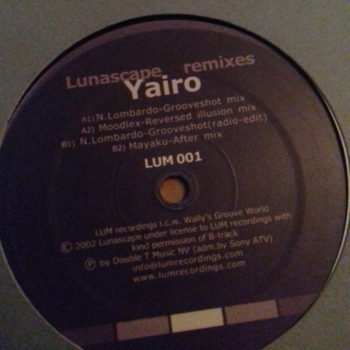 Lunascape remixes
Yairo
A1) N.Lombardo-Grooveshot mix
A2) Moodlex-Reversed illusion mix
B1) N.Lombardo-Grooveshot(radio-edit)
B2) Mayaku-After mix
LUM 001
LUM recordings i.c.w. Wally's Groove World
© 2002 Lunascape under license to LUM recordings with
kind permission of B-track
℗ by Double T Music NV (adm.by Sony ATV)
info@lumrecordings.com
www.lumrecordings.com